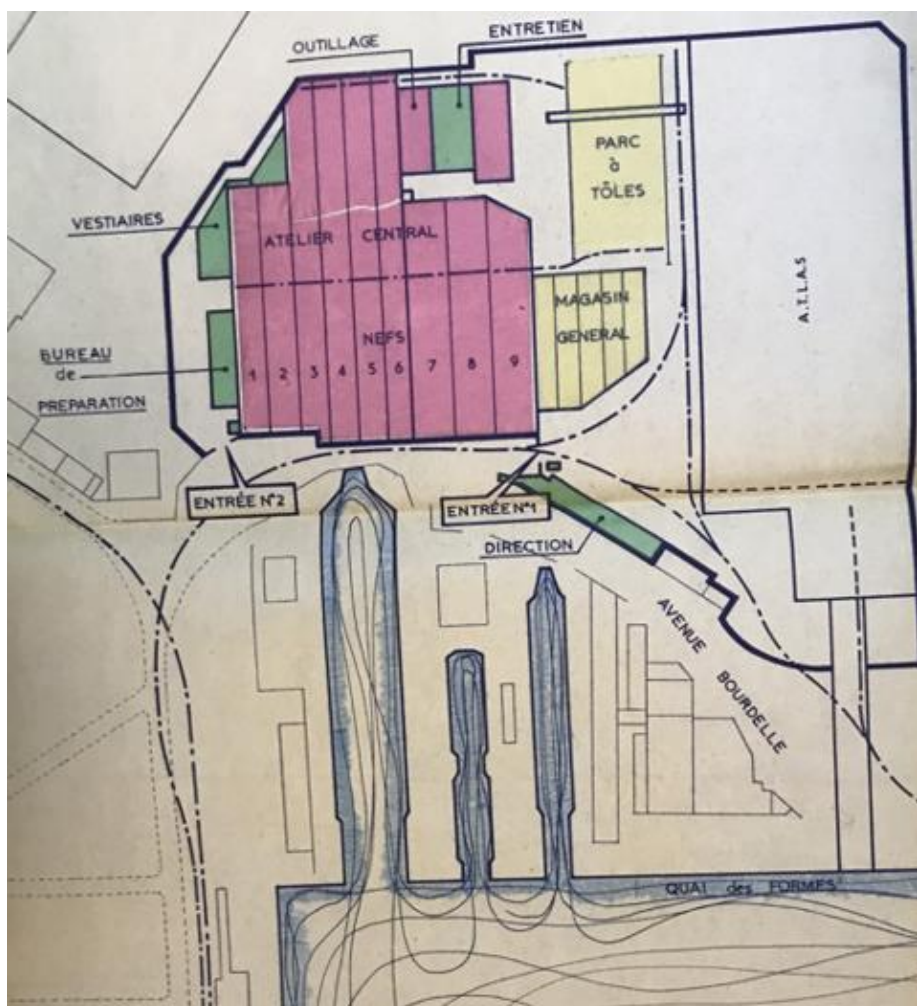 ENTRETIEN
OUTILLAGE
PARC
à
TÔLES
VESTIAIRES
ATELIER CENTRAL
A.T.L.A.S
MAGASIN
GENERAL
NEFS
BUREAU
de
PREPARATION
1 2 3 4 5 6 7 8 9
ENTRÉE N°2
ENTRÉE N°1
DIRECTION
AVENUE BOURDELLE
QUAI des FORMES